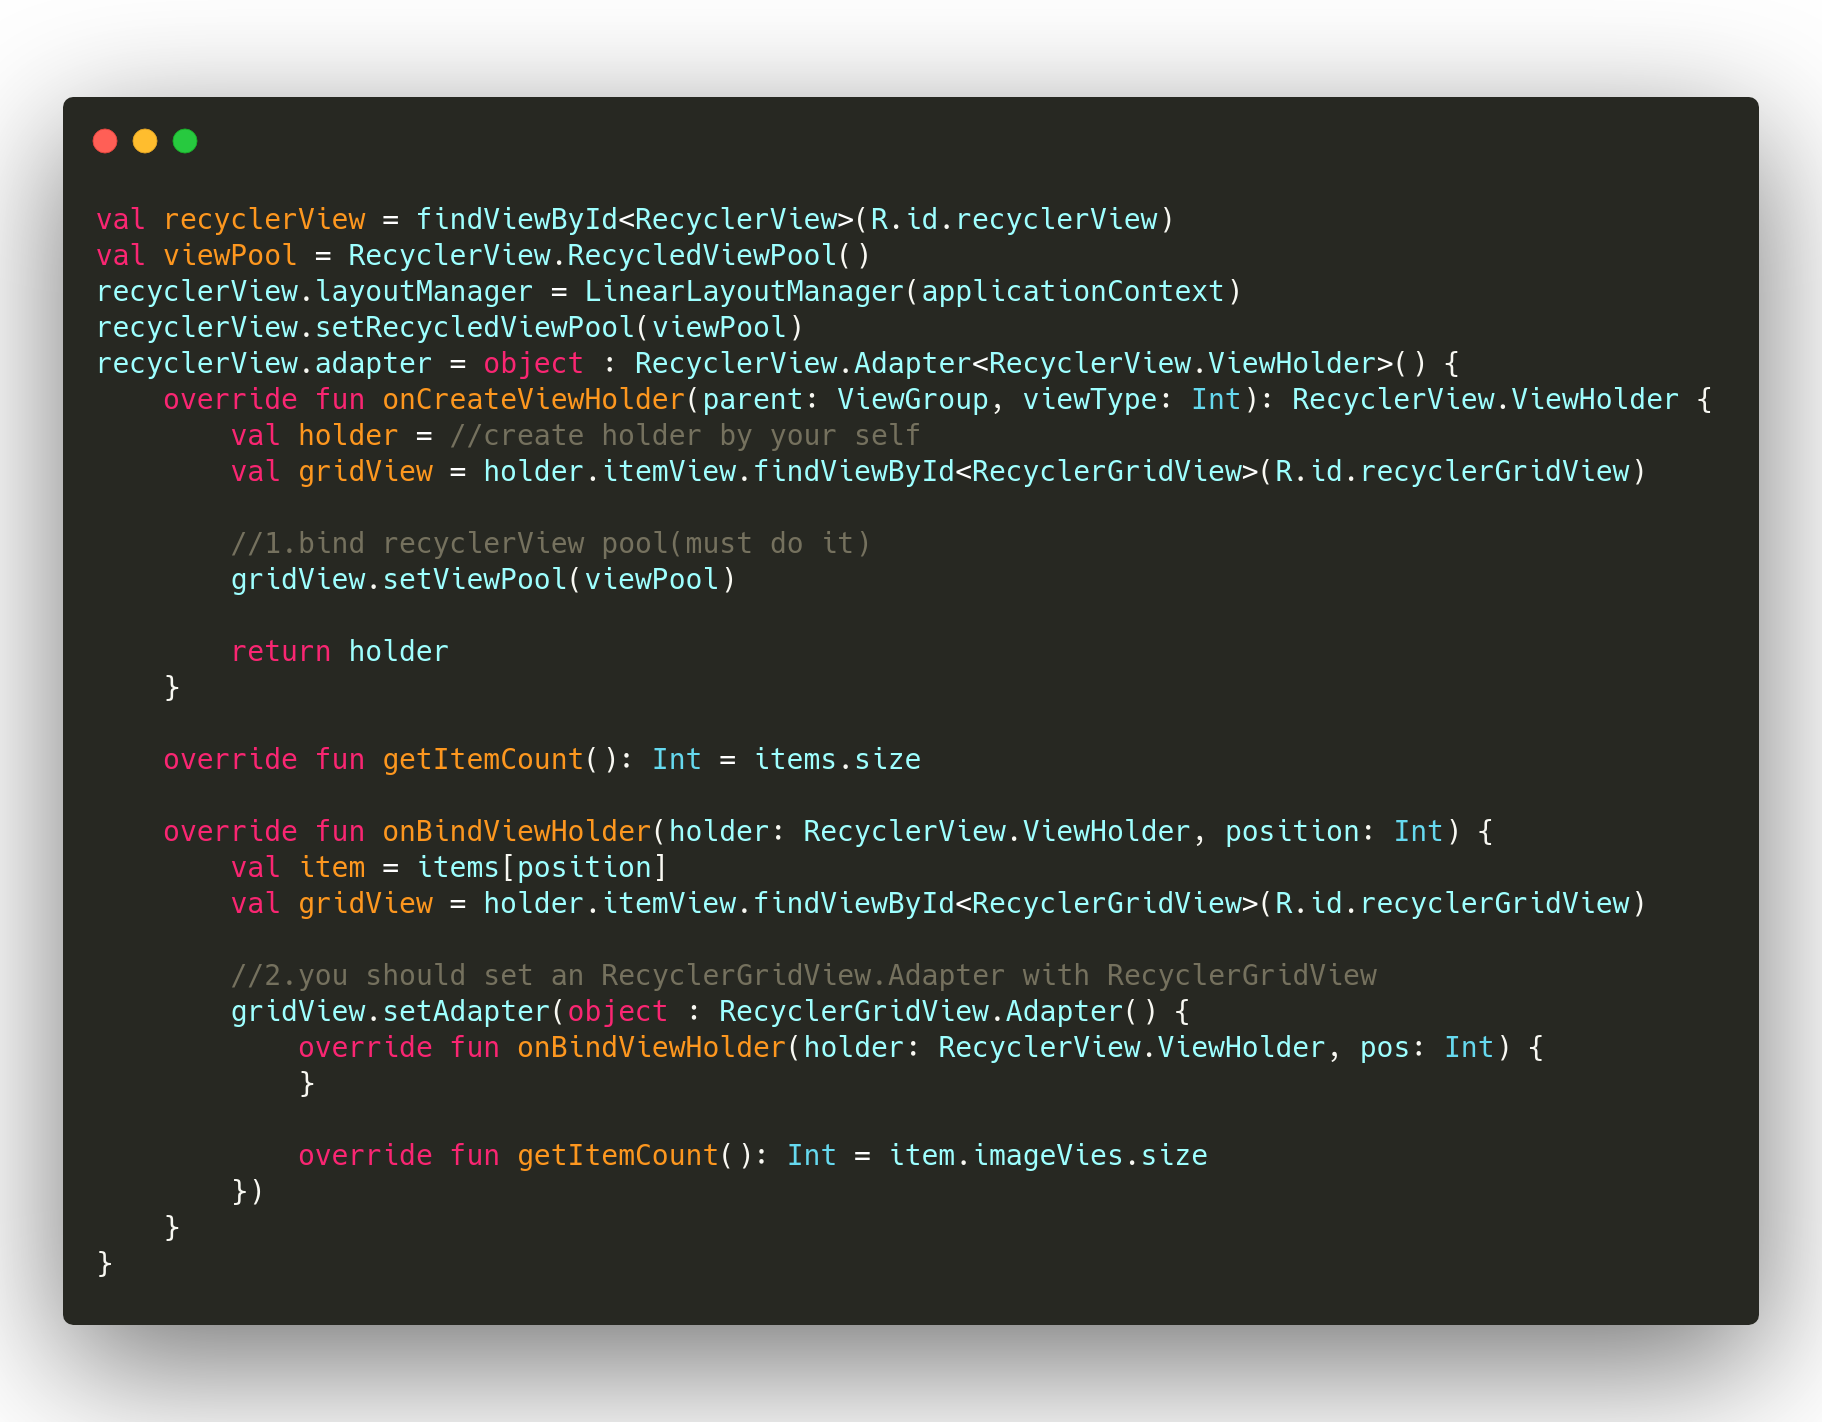 val recyclerView = findViewById<RecyclerView>(R.id.recyclerView)
val viewPool = RecyclerView.RecycledViewPool()
recyclerView.layoutManager = LinearLayoutManager(applicationContext)
recyclerView.setRecycledViewPool(viewPool)
recyclerView.adapter = object : RecyclerView.Adapter<RecyclerView.ViewHolder>() {
    override fun onCreateViewHolder(parent: ViewGroup, viewType: Int): RecyclerView.ViewHolder {
        val holder = //create holder by your self
        val gridView = holder.itemView.findViewById<RecyclerGridView>(R.id.recyclerGridView)

        //1.bind recyclerView pool(must do it)
        gridView.setViewPool(viewPool)

        return holder
    }

    override fun getItemCount(): Int = items.size

    override fun onBindViewHolder(holder: RecyclerView.ViewHolder, position: Int) {
        val item = items[position]
        val gridView = holder.itemView.findViewById<RecyclerGridView>(R.id.recyclerGridView)

        //2.you should set an RecyclerGridView.Adapter with RecyclerGridView
        gridView.setAdapter(object : RecyclerGridView.Adapter() {
            override fun onBindViewHolder(holder: RecyclerView.ViewHolder, pos: Int) {
            }

            override fun getItemCount(): Int = item.imageVies.size
        })
    }
}